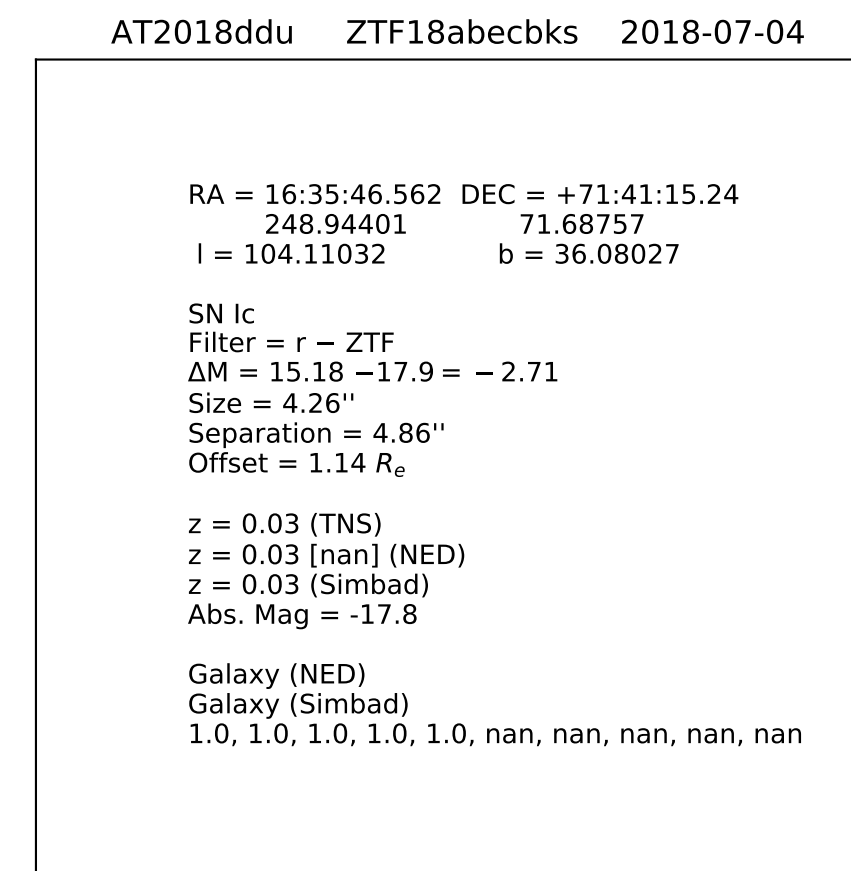 AT2018ddu ZTF18abecbks 2018-07-04
RA = 16:35:46.562 DEC = +71:41:15.24
248.94401 71.68757
l = 104.11032 b = 36.08027
SN Ic
Filter = r − ZTF
ΔM = 15.18 −17.9 = − 2.71
Size = 4.26''
Separation = 4.86''
Offset = 1.14 Rₑ
z = 0.03 (TNS)
z = 0.03 [nan] (NED)
z = 0.03 (Simbad)
Abs. Mag = -17.8
Galaxy (NED)
Galaxy (Simbad)
1.0, 1.0, 1.0, 1.0, 1.0, nan, nan, nan, nan, nan